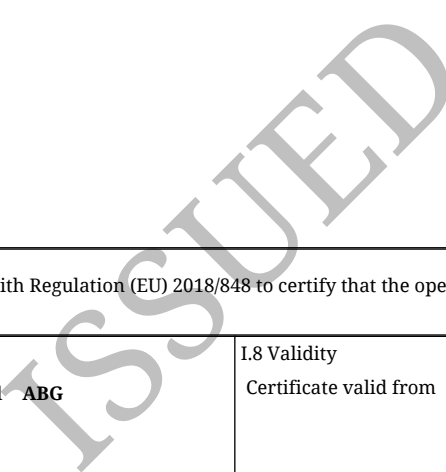 ISSUED
ith Regulation (EU) 2018/848 to certify that the ope
I.8 Validity
ABG
Certificate valid from